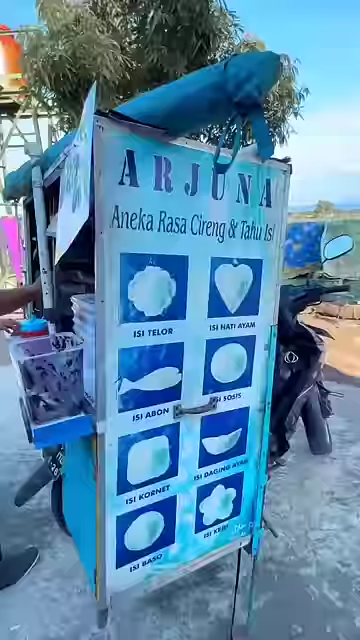 ARJUNA
Aneka Rasa Cireng & Tahu Isi
ISI TELOR
ISI HATI AYAM
ISI ABON
ISI SOSIS
ISI KORNET
ISI DAGING AYAM
ISI BASO
ISI KEJU